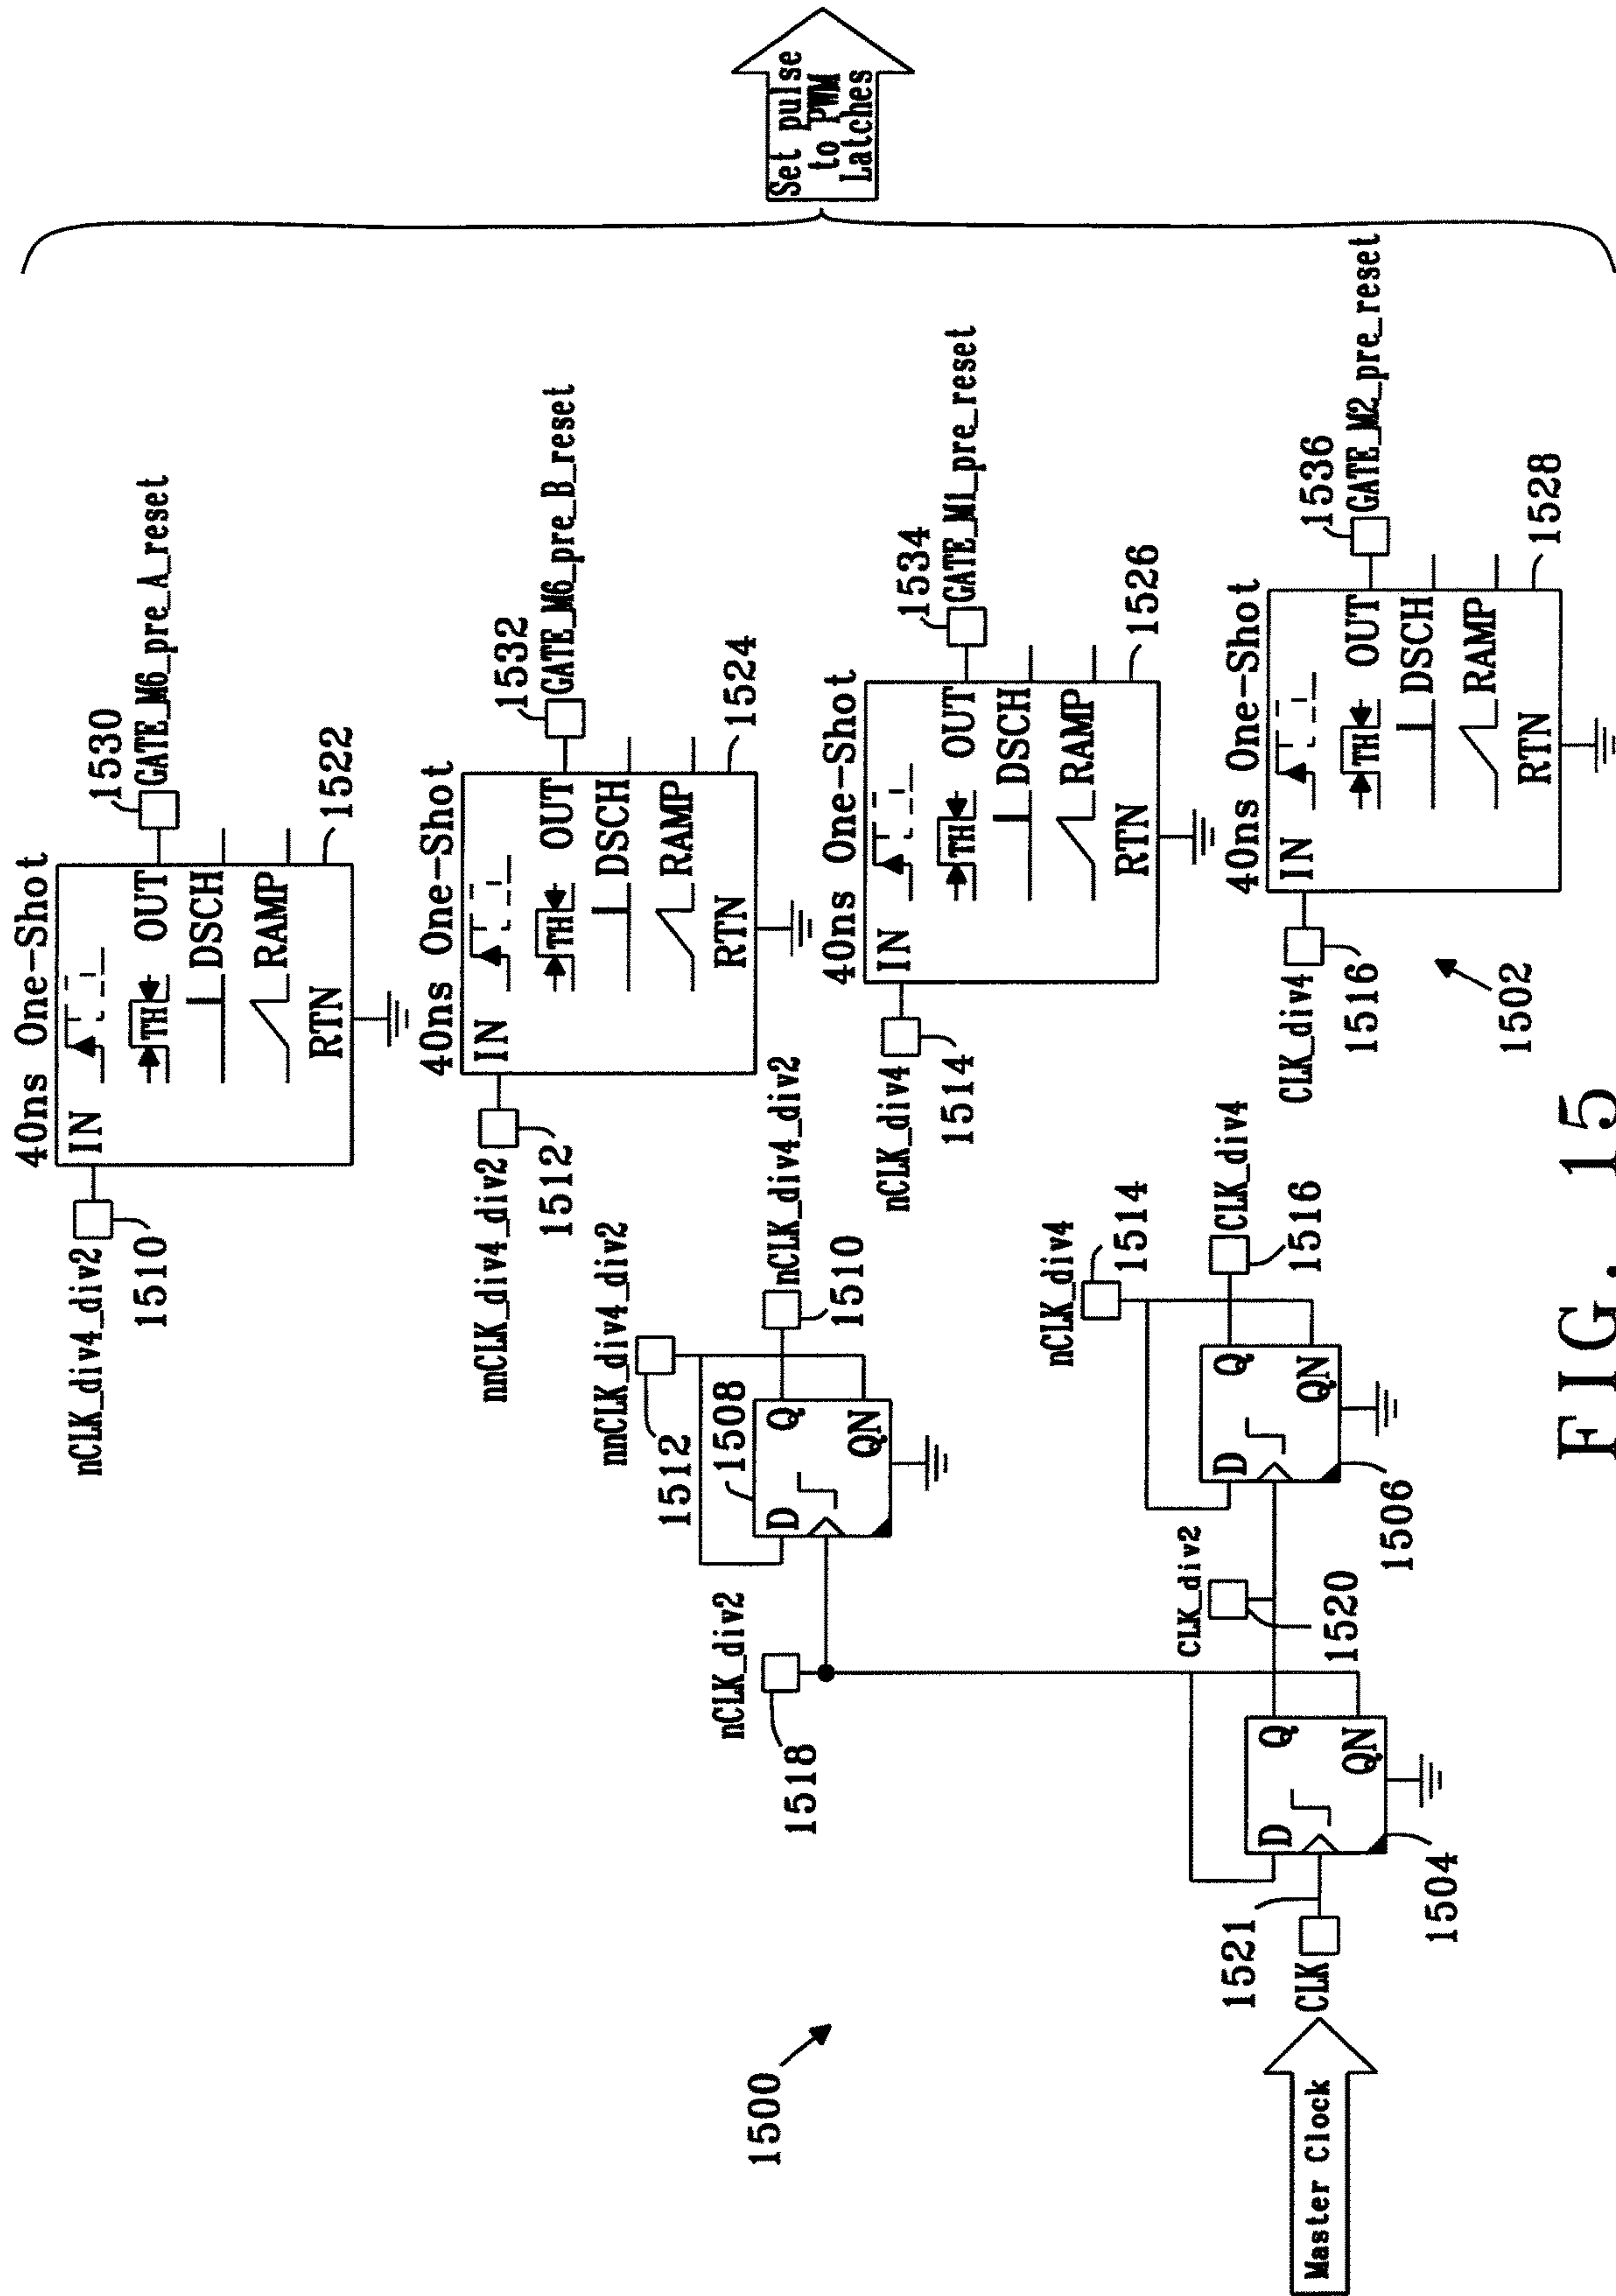 40ns One-Shot
IN
TH
OUT
DSCH
RAMP
RTN
nCLK_div4_div2
1510
1530
GATE_M6_pre_A_reset
1522
40ns One-Shot
IN
TH
OUT
DSCH
RAMP
RTN
nnCLK_div4_div2
1512
1532
GATE_M6_pre_B_reset
1524
40ns One-Shot
IN
TH
OUT
DSCH
RAMP
RTN
nCLK_div4
1514
1534
GATE_M1_pre_reset
1526
40ns One-Shot
IN
TH
OUT
DSCH
RAMP
RTN
CLK_div4
1516
1536
GATE_M2_pre_reset
1528
1502
Set pulse
to PWM
Latches
nnCLK_div4_div2
1512
1508
D
Q
QN
nCLK_div4_div2
1510
nCLK_div2
1518
nCLK_div4
1514
CLK_div4
1516
D
Q
QN
1506
CLK_div2
1520
D
Q
QN
1504
1521
CLK
Master Clock
1500
FIG. 15